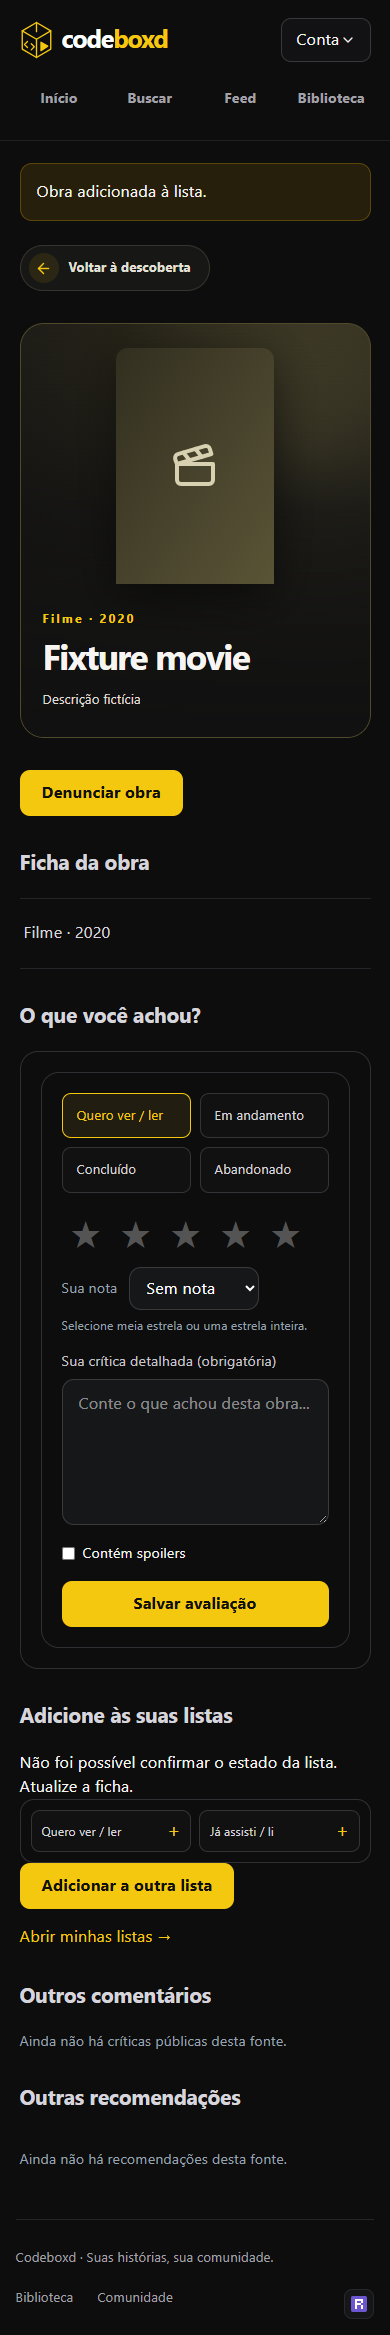 codeboxd
Conta
Início Buscar Feed Biblioteca
Obra adicionada à lista.
Voltar à descoberta
Filme · 2020
Fixture movie
Descrição fictícia
Denunciar obra
Ficha da obra
Filme · 2020
O que você achou?
Quero ver / ler
Em andamento
Concluído
Abandonado
★ ★ ★ ★ ★
Sua nota Sem nota
Selecione meia estrela ou uma estrela inteira.
Sua crítica detalhada (obrigatória)
Conte o que achou desta obra...
Contém spoilers
Salvar avaliação
Adicione às suas listas
Não foi possível confirmar o estado da lista.
Atualize a ficha.
Quero ver / ler +
Já assisti / li +
Adicionar a outra lista
Abrir minhas listas →
Outros comentários
Ainda não há críticas públicas desta fonte.
Outras recomendações
Ainda não há recomendações desta fonte.
Codeboxd · Suas histórias, sua comunidade.
Biblioteca Comunidade